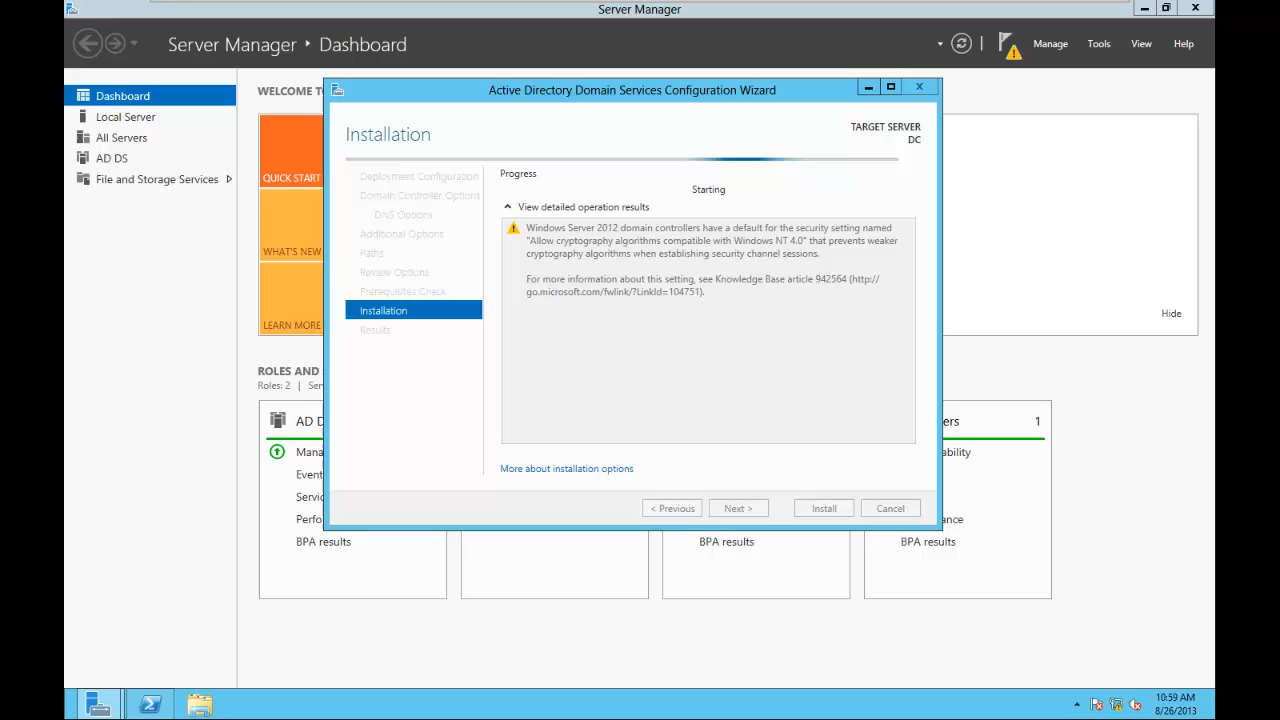 Server Manager
Server Manager ‣ Dashboard
Manage
Tools
View
Help
Dashboard
Local Server
All Servers
AD DS
File and Storage Services
WELCOME T
QUICK START
WHAT'S NEW
LEARN MORE
Hide
Active Directory Domain Services Configuration Wizard
Installation
TARGET SERVER
DC
Deployment Configuration
Domain Controller Options
DNS Options
Additional Options
Paths
Review Options
Prerequisites Check
Installation
Results
Progress
Starting
View detailed operation results
Windows Server 2012 domain controllers have a default for the security setting named
"Allow cryptography algorithms compatible with Windows NT 4.0" that prevents weaker
cryptography algorithms when establishing security channel sessions.
For more information about this setting, see Knowledge Base article 942564 (http://
go.microsoft.com/fwlink/?LinkId=104751).
More about installation options
< Previous
Next >
Install
Cancel
ROLES AND
Roles: 2 | Ser
AD D
Mana
Event
Servic
Perfo
BPA results
BPA results
ers
1
ability
ance
BPA results
10:59 AM
8/26/2013